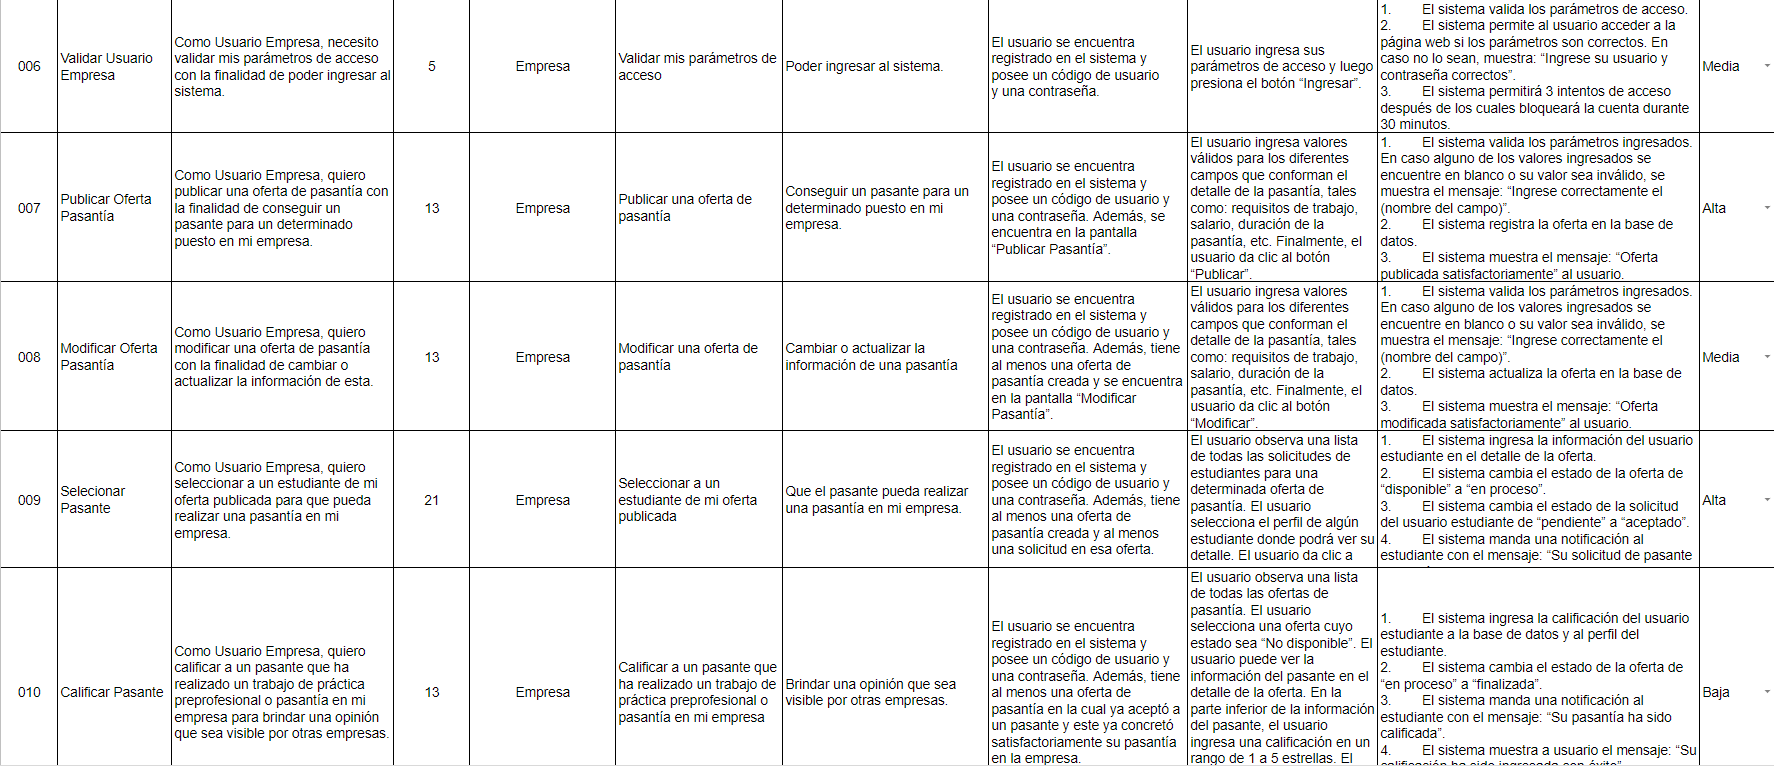 006
Validar Usuario
Empresa
Como Usuario Empresa, necesito
validar mis parámetros de acceso
con la finalidad de poder ingresar al
sistema.
5
Empresa
Validar mis parámetros de
acceso
Poder ingresar al sistema.
El usuario se encuentra
registrado en el sistema y
posee un código de usuario
y una contraseña.
El usuario ingresa sus
parámetros de acceso y luego
presiona el botón “Ingresar”.
1. El sistema valida los parámetros de acceso.
2. El sistema permite al usuario acceder a la
página web si los parámetros son correctos. En
caso no lo sean, muestra: “Ingrese su usuario y
contraseña correctos”.
3. El sistema permitirá 3 intentos de acceso
después de los cuales bloqueará la cuenta durante
30 minutos.
Media
007
Publicar Oferta
Pasantía
Como Usuario Empresa, quiero
publicar una oferta de pasantía con
la finalidad de conseguir un
pasante para un determinado
puesto en mi empresa.
13
Empresa
Publicar una oferta de
pasantía
Conseguir un pasante para un
determinado puesto en mi
empresa.
El usuario se encuentra
registrado en el sistema y
posee un código de usuario y
una contraseña. Además, se
encuentra en la pantalla
“Publicar Pasantía”.
El usuario ingresa valores
válidos para los diferentes
campos que conforman el
detalle de la pasantía, tales
como: requisitos de trabajo,
salario, duración de la
pasantía, etc. Finalmente, el
usuario da clic al botón
“Publicar”.
1. El sistema valida los parámetros ingresados.
En caso alguno de los valores ingresados se
encuentre en blanco o su valor sea inválido, se
muestra el mensaje: “Ingrese correctamente el
(nombre del campo)”.
2. El sistema registra la oferta en la base de
datos.
3. El sistema muestra el mensaje: “Oferta
publicada satisfactoriamente” al usuario.
Alta
008
Modificar Oferta
Pasantía
Como Usuario Empresa, quiero
modificar una oferta de pasantía
con la finalidad de cambiar o
actualizar la información de esta.
13
Empresa
Modificar una oferta de
pasantía
Cambiar o actualizar la
información de una pasantía
El usuario se encuentra
registrado en el sistema y
posee un código de usuario y
una contraseña. Además, tiene
al menos una oferta de
pasantía creada y se encuentra
en la pantalla “Modificar
Pasantía”.
El usuario ingresa valores
válidos para los diferentes
campos que conforman el
detalle de la pasantía, tales
como: requisitos de trabajo,
salario, duración de la
pasantía, etc. Finalmente, el
usuario da clic al botón
“Modificar”.
1. El sistema valida los parámetros ingresados.
En caso alguno de los valores ingresados se
encuentre en blanco o su valor sea inválido, se
muestra el mensaje: “Ingrese correctamente el
(nombre del campo)”.
2. El sistema actualiza la oferta en la base de
datos.
3. El sistema muestra el mensaje: “Oferta
modificada satisfactoriamente” al usuario.
Media
009
Selecionar
Pasante
Como Usuario Empresa, quiero
seleccionar a un estudiante de mi
oferta publicada para que pueda
realizar una pasantía en mi
empresa.
21
Empresa
Seleccionar a un
estudiante de mi oferta
publicada
Que el pasante pueda realizar
una pasantía en mi empresa.
El usuario se encuentra
registrado en el sistema y
posee un código de usuario y
una contraseña. Además, tiene
al menos una oferta de
pasantía creada y al menos
una solicitud en esa oferta.
El usuario observa una lista
de todas las solicitudes de
estudiantes para una
determinada oferta de
pasantía. El usuario
selecciona el perfil de algún
estudiante donde podrá ver su
detalle. El usuario da clic a
1. El sistema ingresa la información del usuario
estudiante en el detalle de la oferta.
2. El sistema cambia el estado de la oferta de
“disponible” a “en proceso”.
3. El sistema cambia el estado de la solicitud
del usuario estudiante de “pendiente” a “aceptado”.
4. El sistema manda una notificación al
estudiante con el mensaje: “Su solicitud de pasante
Alta
010
Calificar Pasante
Como Usuario Empresa, quiero
calificar a un pasante que ha
realizado un trabajo de práctica
preprofesional o pasantía en mi
empresa para brindar una opinión
que sea visible por otras empresas.
13
Empresa
Calificar a un pasante que
ha realizado un trabajo de
práctica preprofesional o
pasantía en mi empresa
Brindar una opinión que sea
visible por otras empresas.
El usuario se encuentra
registrado en el sistema y
posee un código de usuario y
una contraseña. Además, tiene
al menos una oferta de
pasantía en la cual ya aceptó a
un pasante y este ya concretó
satisfactoriamente su pasantía
en la empresa.
El usuario observa una lista
de todas las ofertas de
pasantía. El usuario
selecciona una oferta cuyo
estado sea “No disponible”. El
usuario puede ver la
información del pasante en el
detalle de la oferta. En la
parte inferior de la información
del pasante, el usuario
ingresa una calificación en un
rango de 1 a 5 estrellas. El
1. El sistema ingresa la calificación del usuario
estudiante a la base de datos y al perfil del
estudiante.
2. El sistema cambia el estado de la oferta de
“en proceso” a “finalizada”.
3. El sistema manda una notificación al
estudiante con el mensaje: “Su pasantía ha sido
calificada”.
4. El sistema muestra a usuario el mensaje: “Su
calificación ha sido ingresada con éxito”
Baja